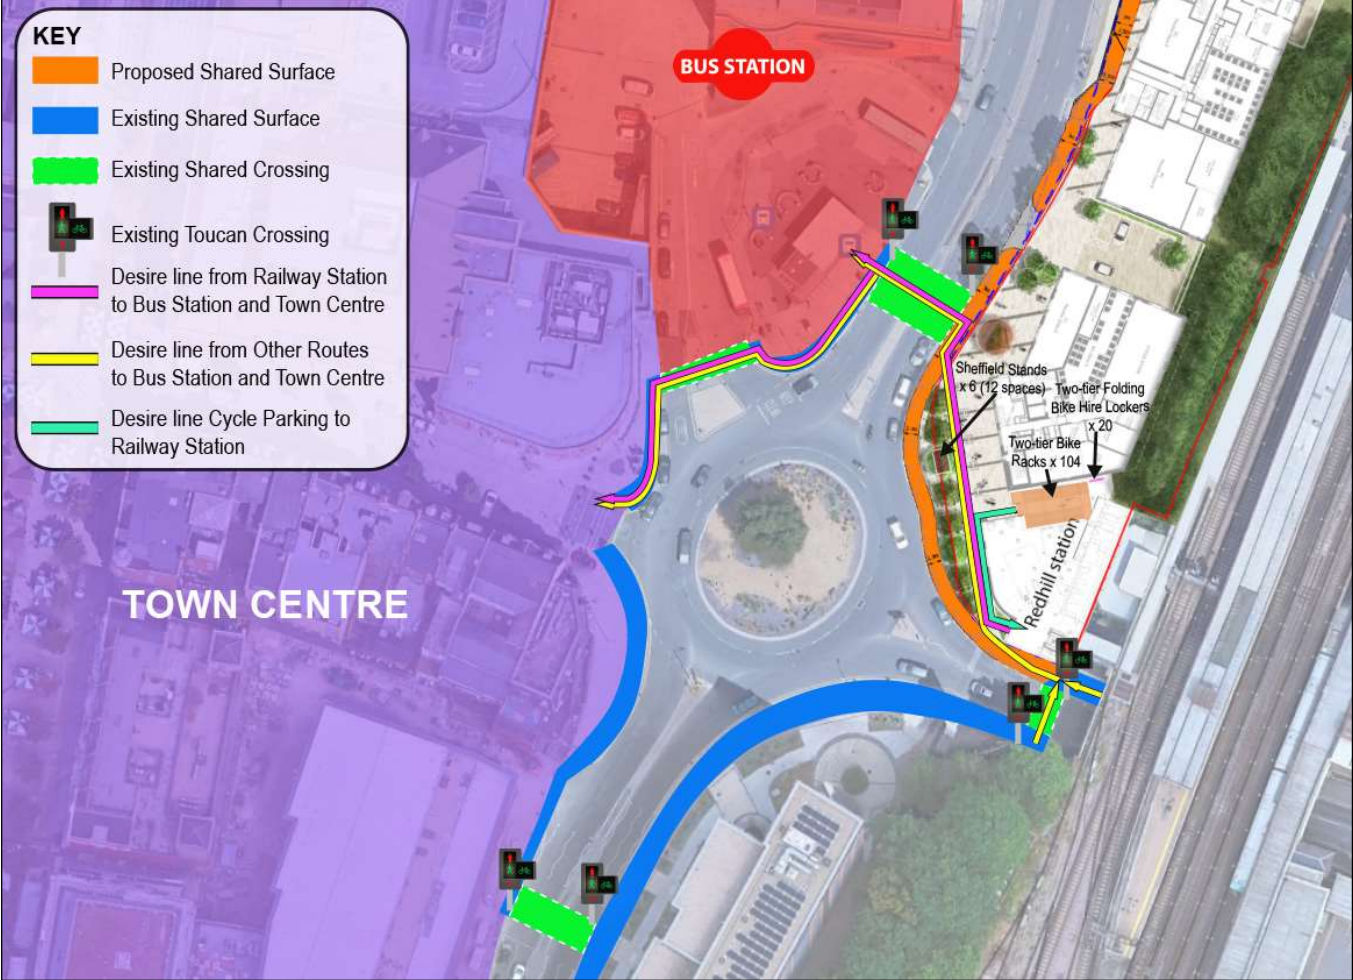 KEY
Proposed Shared Surface
Existing Shared Surface
Existing Shared Crossing
Existing Toucan Crossing
Desire line from Railway Station
to Bus Station and Town Centre
Desire line from Other Routes
to Bus Station and Town Centre
Desire line Cycle Parking to
Railway Station
BUS STATION
Sheffield Stands
x 6 (12 spaces)
Two-tier Folding
Bike Hire Lockers
x 20
Two-tier Bike
Racks x 104
Redhill station
TOWN CENTRE